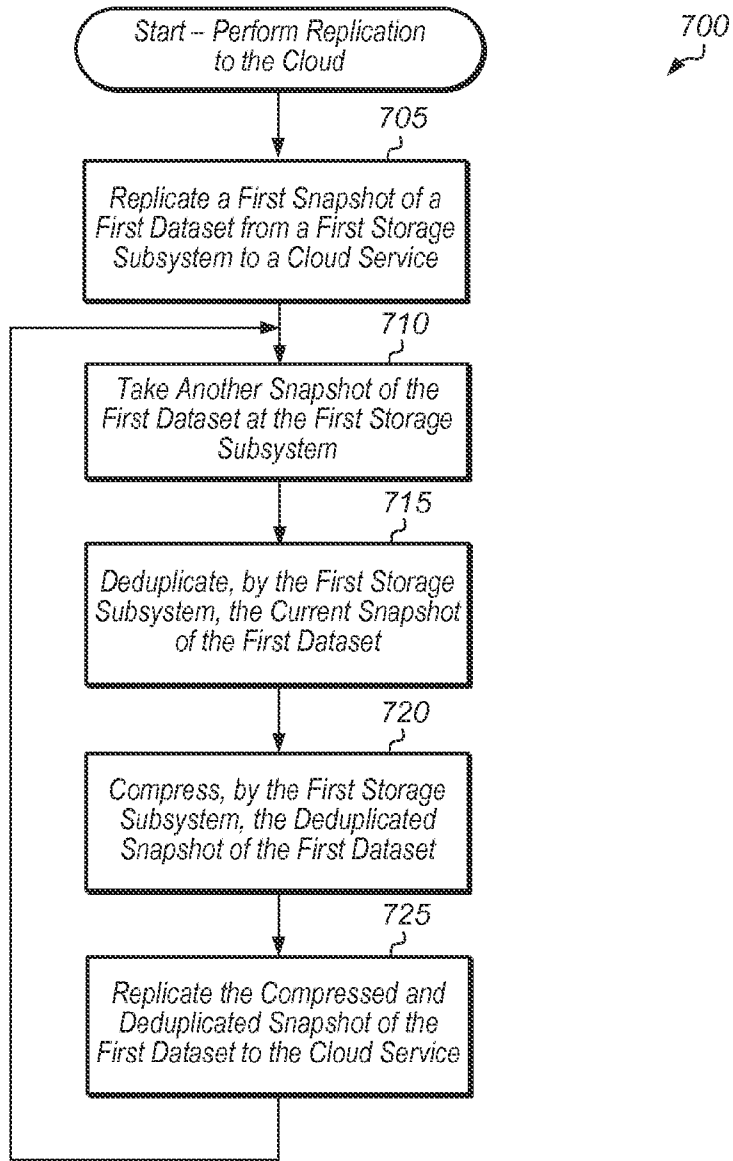 Start – Perform Replication
to the Cloud
700
705
Replicate a First Snapshot of a
First Dataset from a First Storage
Subsystem to a Cloud Service
710
Take Another Snapshot of the
First Dataset at the First Storage
Subsystem
715
Deduplicate, by the First Storage
Subsystem, the Current Snapshot
of the First Dataset
720
Compress, by the First Storage
Subsystem, the Deduplicated
Snapshot of the First Dataset
725
Replicate the Compressed and
Deduplicated Snapshot of the
First Dataset to the Cloud Service